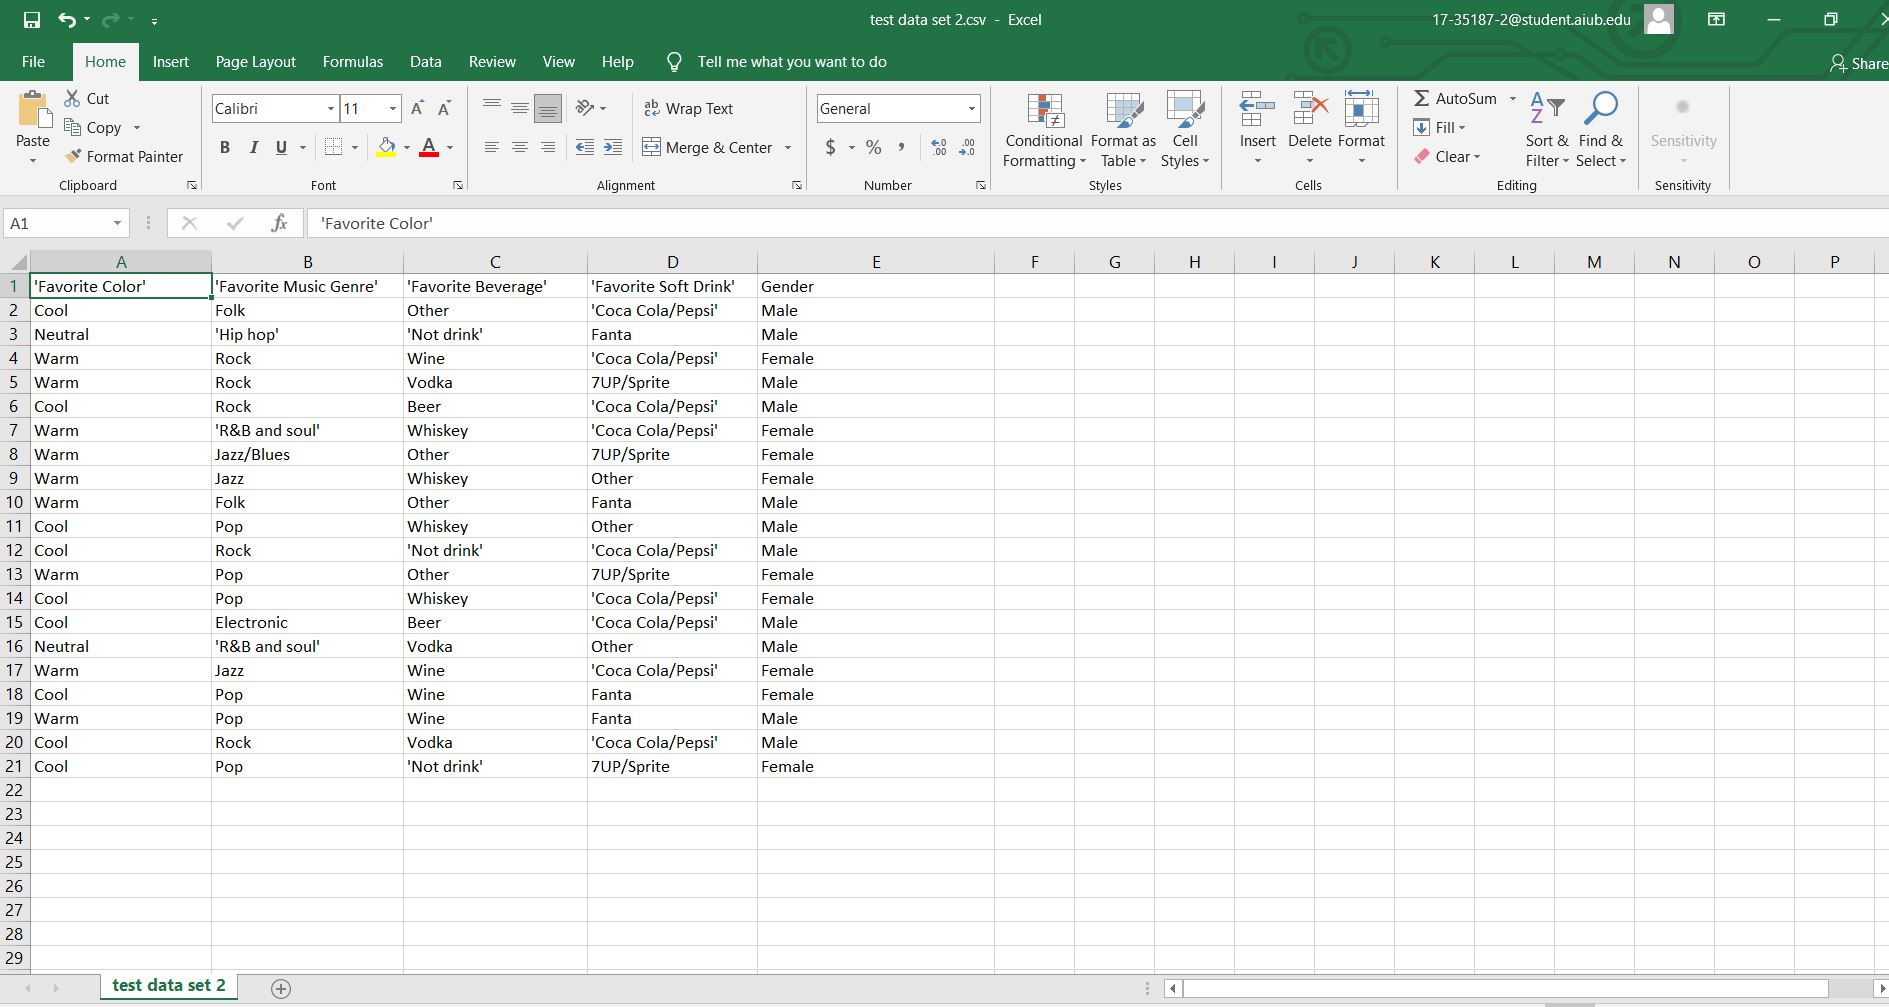 test data set 2.csv - Excel 17-35187-2@student.aiub.edu
File Home Insert Page Layout Formulas Data Review View Help Tell me what you want to do Share
Paste Cut Calibri 11 Wrap Text General Conditional Formatting Format as Table Cell Styles Insert Delete Format AutoSum Sort & Filter Find & Select Sensitivity
Copy Fill
Format Painter B I U A Merge & Center $ % , Clear
Clipboard Font Alignment Number Styles Cells Editing Sensitivity
A1 fx 'Favorite Color'
A B C D E F G H I J K L M N O P
1 'Favorite Color' 'Favorite Music Genre' 'Favorite Beverage' 'Favorite Soft Drink' Gender
2 Cool Folk Other 'Coca Cola/Pepsi' Male
3 Neutral 'Hip hop' 'Not drink' Fanta Male
4 Warm Rock Wine 'Coca Cola/Pepsi' Female
5 Warm Rock Vodka 7UP/Sprite Male
6 Cool Rock Beer 'Coca Cola/Pepsi' Male
7 Warm 'R&B and soul' Whiskey 'Coca Cola/Pepsi' Female
8 Warm Jazz/Blues Other 7UP/Sprite Female
9 Warm Jazz Whiskey Other Female
10 Warm Folk Other Fanta Male
11 Cool Pop Whiskey Other Male
12 Cool Rock 'Not drink' 'Coca Cola/Pepsi' Male
13 Warm Pop Other 7UP/Sprite Female
14 Cool Pop Whiskey 'Coca Cola/Pepsi' Female
15 Cool Electronic Beer 'Coca Cola/Pepsi' Male
16 Neutral 'R&B and soul' Vodka Other Male
17 Warm Jazz Wine 'Coca Cola/Pepsi' Female
18 Cool Pop Wine Fanta Female
19 Warm Pop Wine Fanta Male
20 Cool Rock Vodka 'Coca Cola/Pepsi' Male
21 Cool Pop 'Not drink' 7UP/Sprite Female
22
23
24
25
26
27
28
29
test data set 2